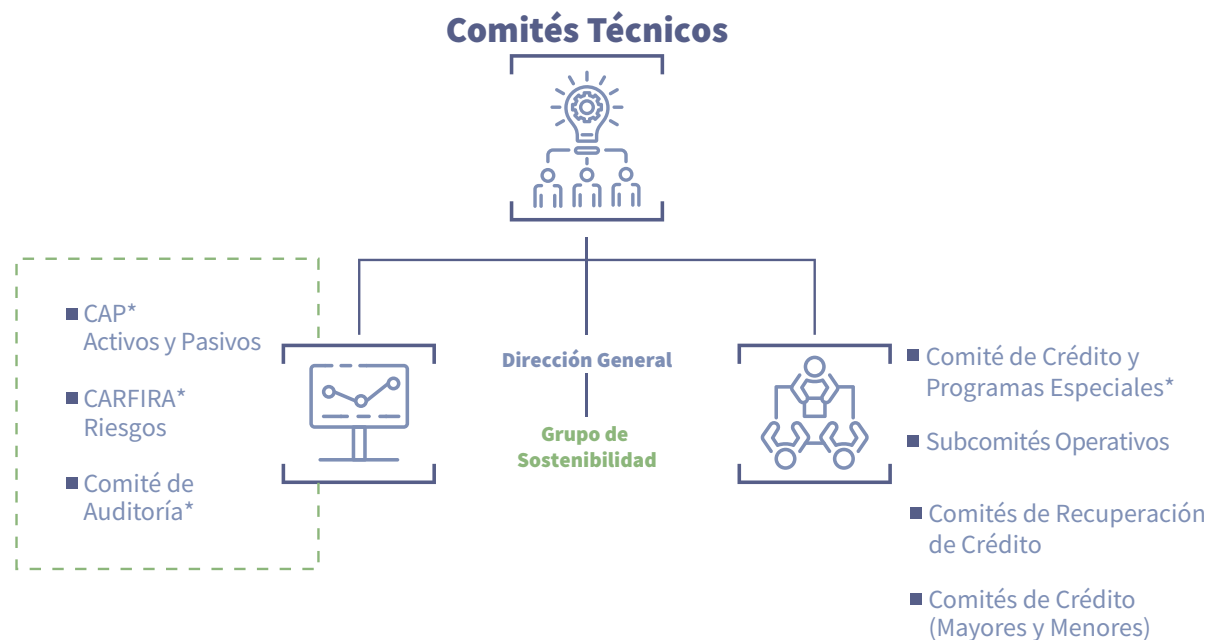 Comités Técnicos
CAP*
Activos y Pasivos
CARFIRA*
Riesgos
Comité de
Auditoría*
Dirección General
Grupo de
Sostenibilidad
Comité de Crédito y
Programas Especiales*
Subcomités Operativos
Comités de Recuperación
de Crédito
Comités de Crédito
(Mayores y Menores)